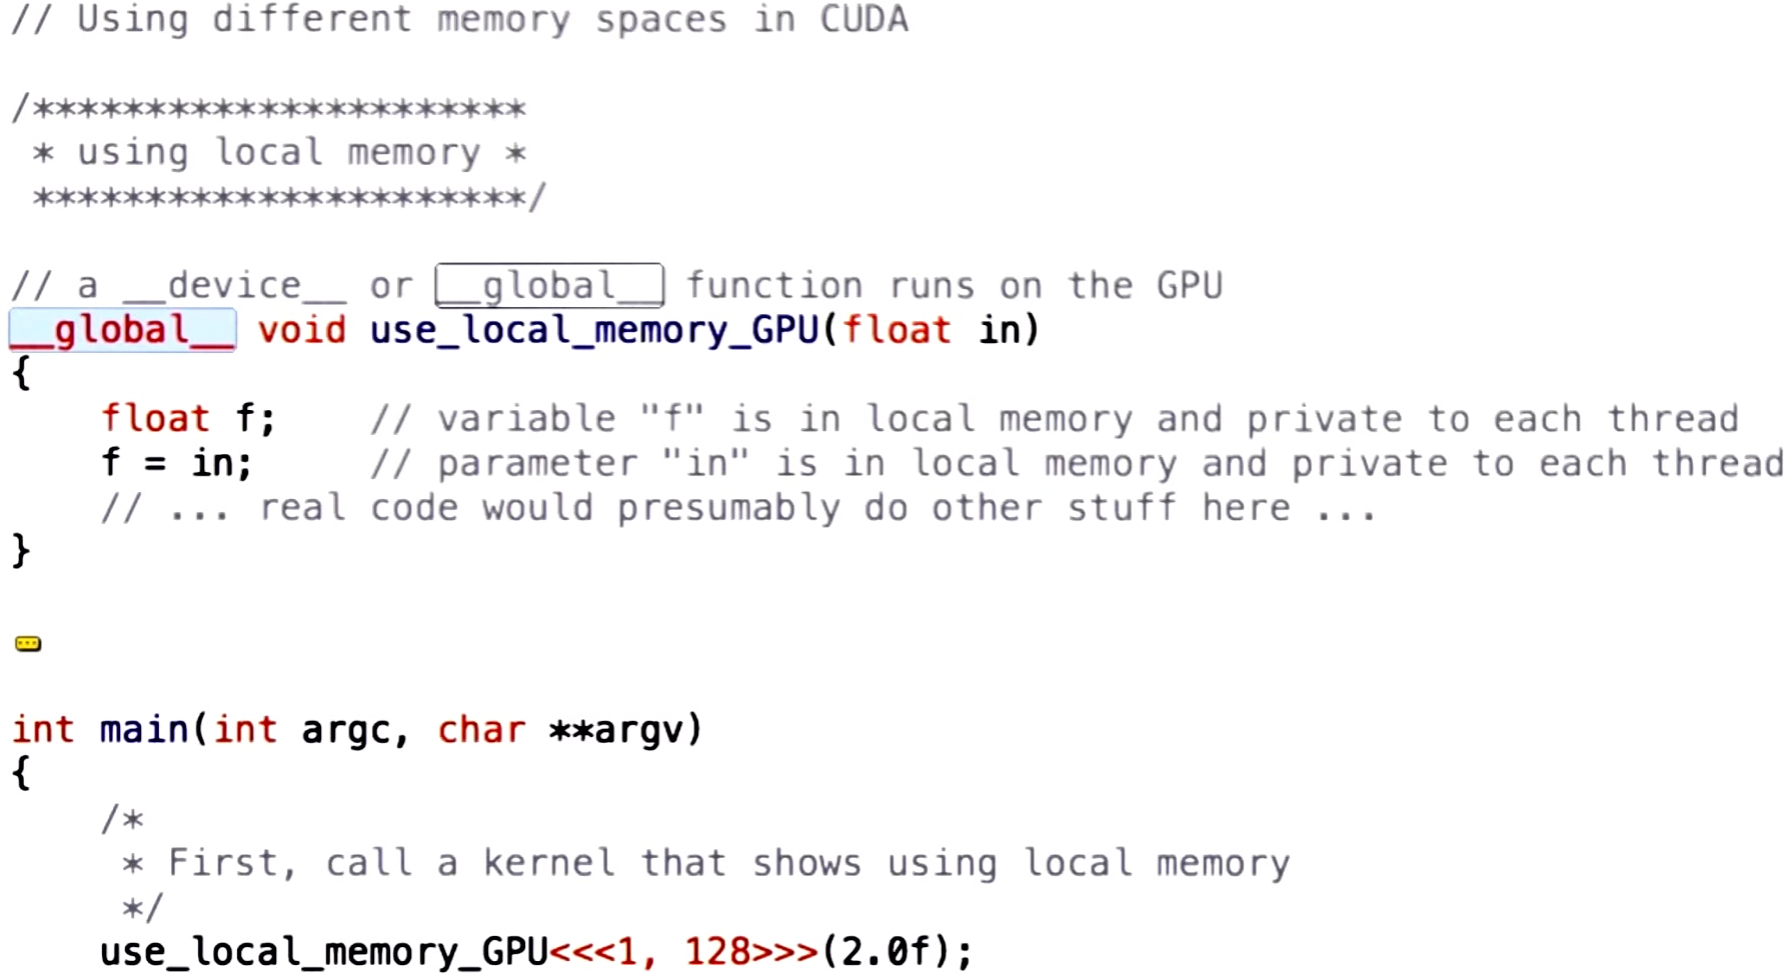 // Using different memory spaces in CUDA
/**********************
 * using local memory *
 **********************/
// a __device__ or __global__ function runs on the GPU
__global__ void use_local_memory_GPU(float in)
{
    float f;    // variable "f" is in local memory and private to each thread
    f = in;     // parameter "in" is in local memory and private to each thread
    // ... real code would presumably do other stuff here ...
}
int main(int argc, char **argv)
{
    /*
     * First, call a kernel that shows using local memory
     */
    use_local_memory_GPU<<<1, 128>>>(2.0f);